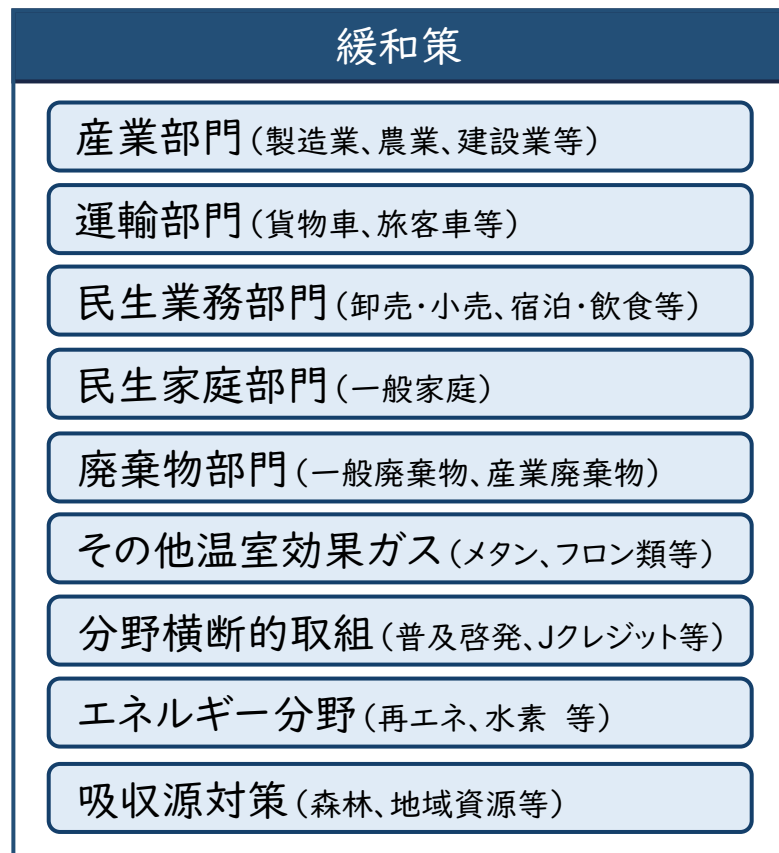 緩和策
産業部門(製造業、農業、建設業等)
運輸部門(貨物車、旅客車等)
民生業務部門(卸売・小売、宿泊・飲食等)
民生家庭部門(一般家庭)
廃棄物部門(一般廃棄物、産業廃棄物)
その他温室効果ガス(メタン、フロン類等)
分野横断的取組(普及啓発、Jクレジット等)
エネルギー分野(再エネ、水素 等)
吸収源対策(森林、地域資源等)